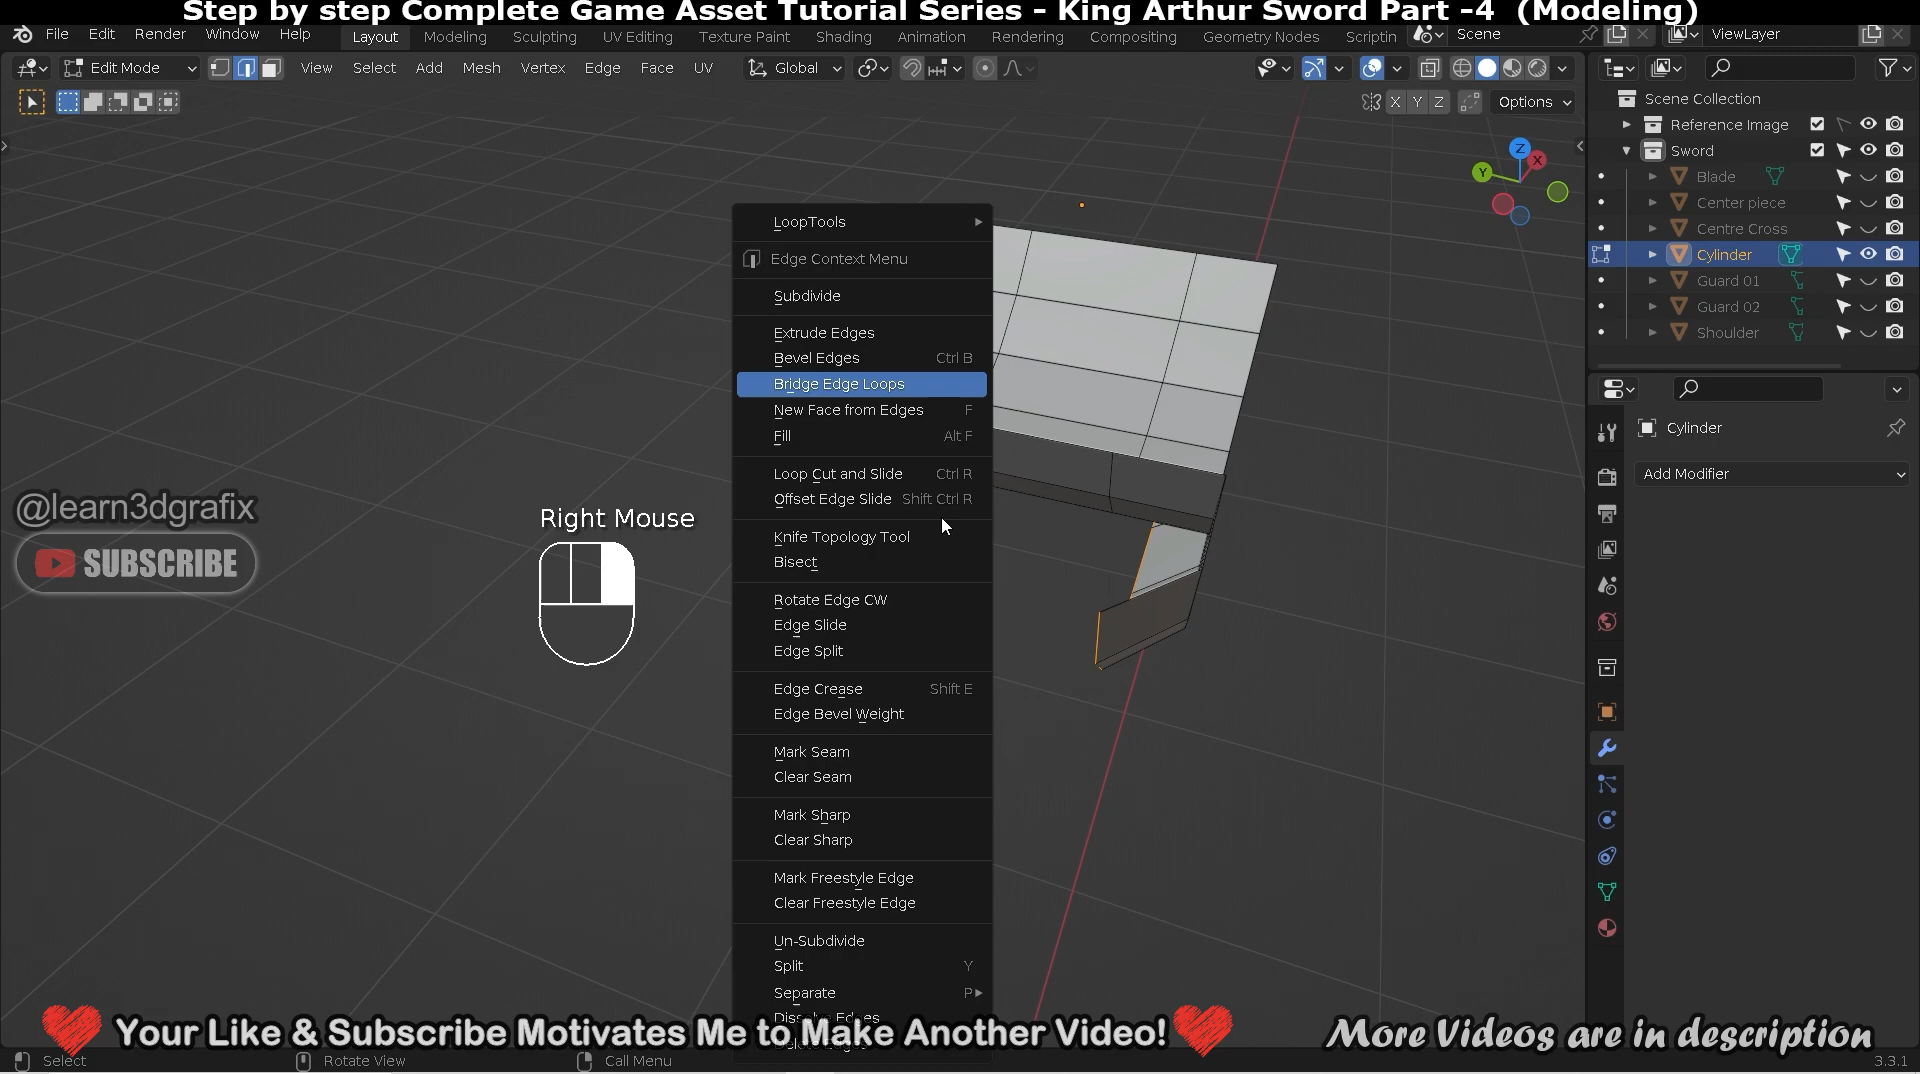 Step by step Complete Game Asset Tutorial Series - King Arthur Sword Part -4 (Modeling)
File Edit Render Window Help Layout Modeling Sculpting UV Editing Texture Paint Shading Animation Rendering Compositing Geometry Nodes Scriptin Scene ViewLayer
Edit Mode View Select Add Mesh Vertex Edge Face UV Global
X Y Z Options
Scene Collection
Reference Image
Sword
Blade
Center piece
Centre Cross
Cylinder
Guard 01
Guard 02
Shoulder
Z X Y
LoopTools
Edge Context Menu
Subdivide
Extrude Edges
Bevel Edges Ctrl B
Bridge Edge Loops
New Face from Edges F
Fill Alt F
Loop Cut and Slide Ctrl R
Offset Edge Slide Shift Ctrl R
Knife Topology Tool
Bisect
Rotate Edge CW
Edge Slide
Edge Split
Edge Crease Shift E
Edge Bevel Weight
Mark Seam
Clear Seam
Mark Sharp
Clear Sharp
Mark Freestyle Edge
Clear Freestyle Edge
Un-Subdivide
Split Y
Separate P
Dissolve Edges
Delete Edges
Cylinder
Add Modifier
@learn3dgrafix
SUBSCRIBE
Right Mouse
Your Like & Subscribe Motivates Me to Make Another Video!
More Videos are in description
Select Rotate View Call Menu 3.3.1